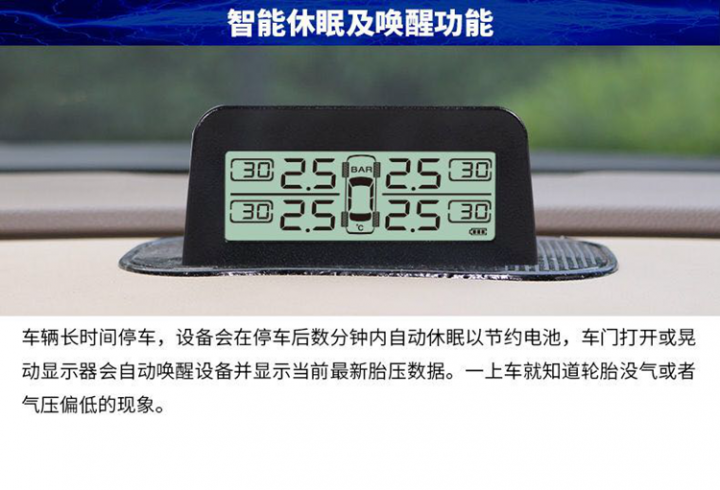 智能休眠及唤醒功能
30 2.5 BAR 2.5 30
30 2.5 °C 2.5 30
车辆长时间停车，设备会在停车后数分钟内自动休眠以节约电池，车门打开或晃
动显示器会自动唤醒设备并显示当前最新胎压数据。一上车就知道轮胎没气或者
气压偏低的现象。